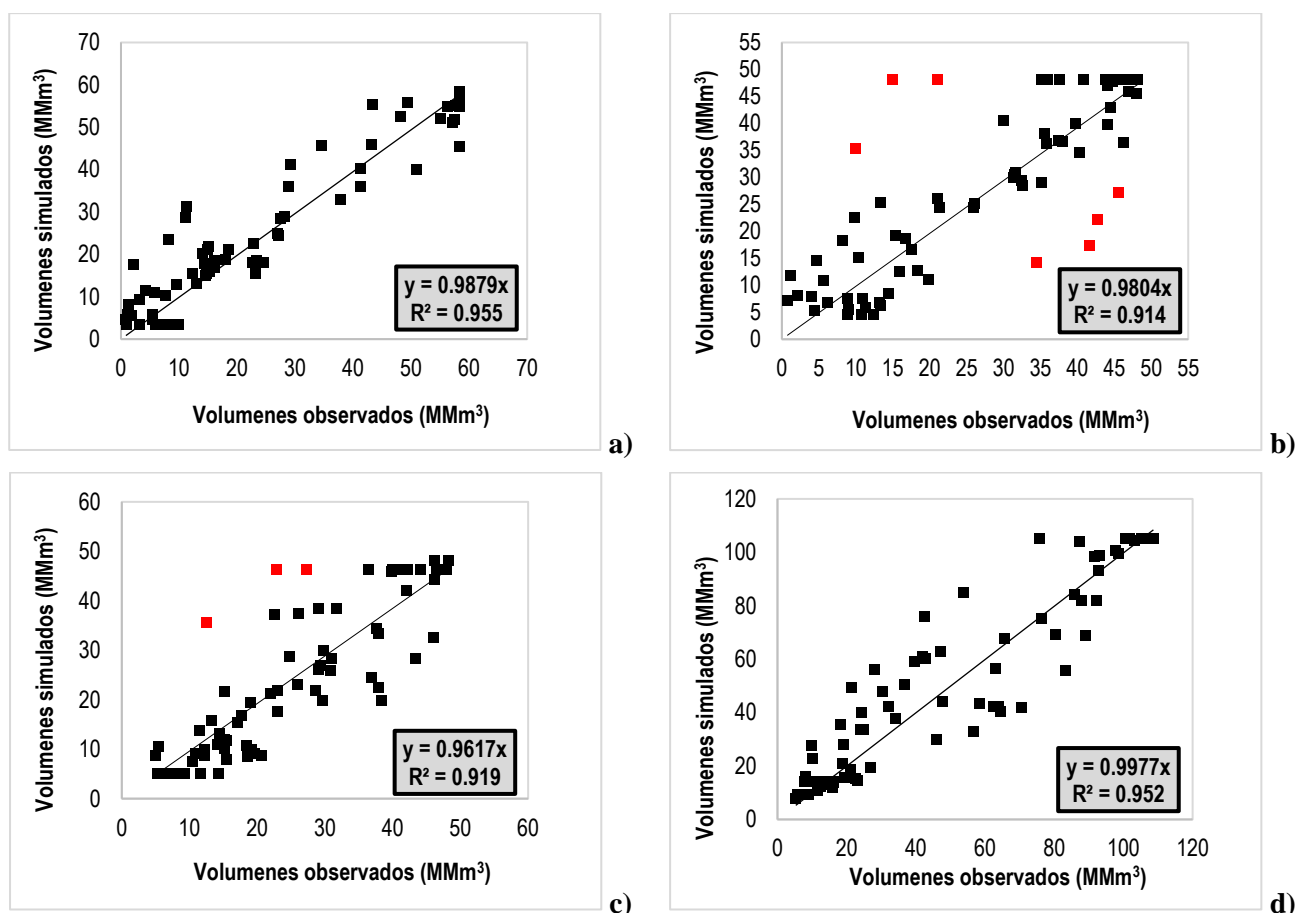 70
60
50
40
30
20
10
0
0 10 20 30 40 50 60 70
Volumenes simulados (MMm³)
Volumenes observados (MMm³)
y = 0.9879x
R² = 0.955
a)
55
50
45
40
35
30
25
20
15
10
5
0
0 5 10 15 20 25 30 35 40 45 50 55
Volumenes simulados (MMm³)
Volumenes observados (MMm³)
y = 0.9804x
R² = 0.914
b)
60
50
40
30
20
10
0
0 10 20 30 40 50 60
Volumenes simulados (MMm³)
Volumenes observados (MMm³)
y = 0.9617x
R² = 0.919
c)
120
100
80
60
40
20
0
0 20 40 60 80 100 120
Volumenes simulados (MMm³)
Volumenes observados (MMm³)
y = 0.9977x
R² = 0.952
d)